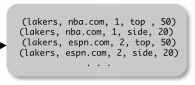 (lakers, nba.com, 1, top , 50)
(lakers, nba.com, 1, side, 20)
(lakers, espn.com, 2, top, 50)
(lakers, espn.com, 2, side, 20)
. . .